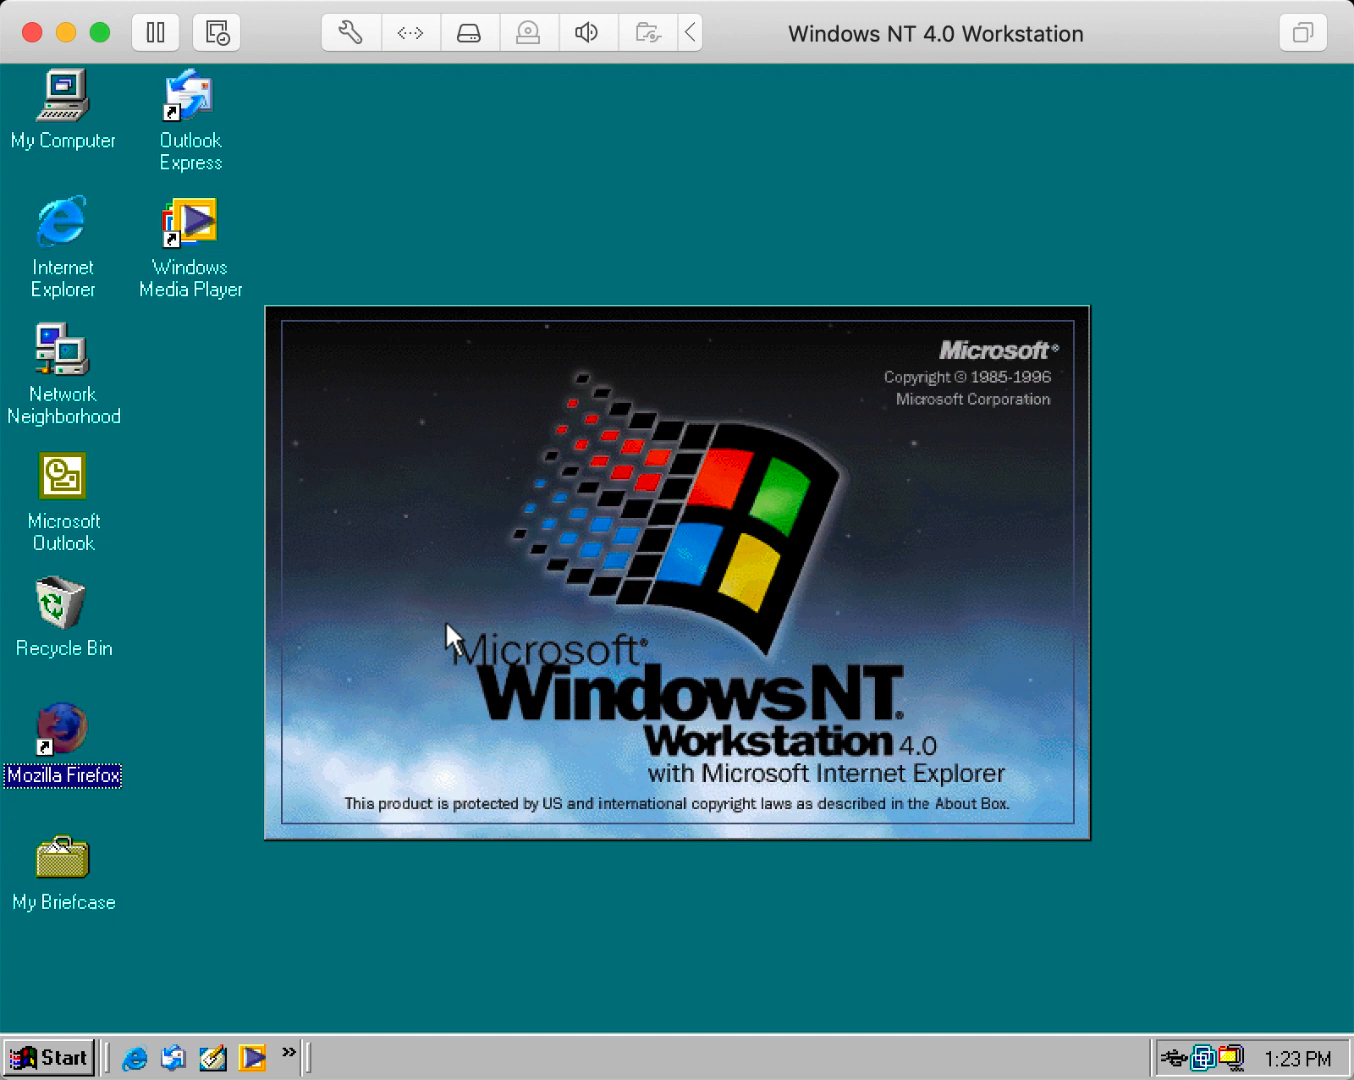 Windows NT 4.0 Workstation
My Computer
Outlook
Express
Internet
Explorer
Windows
Media Player
Network
Neighborhood
Microsoft
Outlook
Recycle Bin
Mozilla Firefox
My Briefcase
Microsoft®
Copyright © 1985-1996
Microsoft Corporation
Microsoft®
Windows NT®
Workstation 4.0
with Microsoft Internet Explorer
This product is protected by US and international copyright laws as described in the About Box.
Start
»
1:23 PM